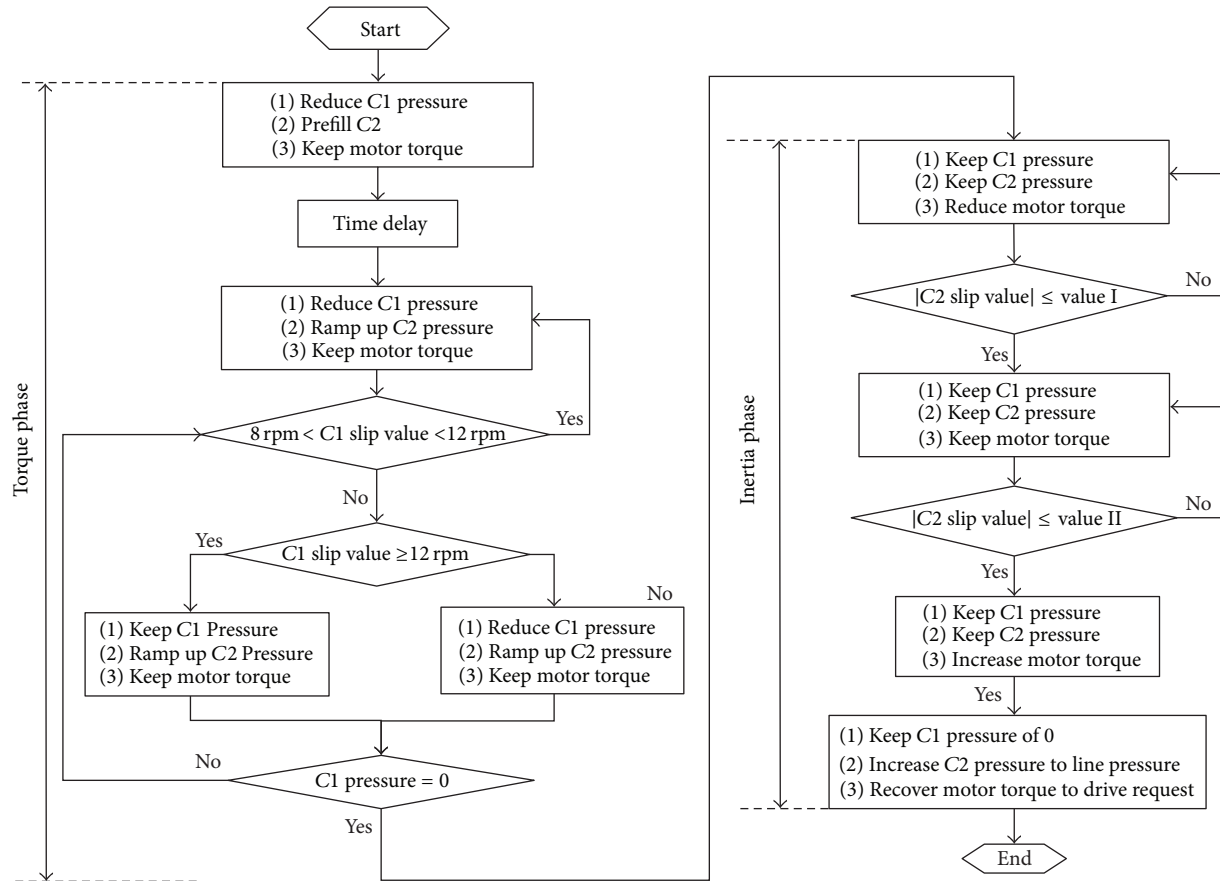 Start
(1) Reduce C1 pressure
(2) Prefill C2
(3) Keep motor torque
Time delay
(1) Reduce C1 pressure
(2) Ramp up C2 pressure
(3) Keep motor torque
8 rpm < C1 slip value <12 rpm
Yes
No
C1 slip value ≥12 rpm
Yes
No
(1) Keep C1 Pressure
(2) Ramp up C2 Pressure
(3) Keep motor torque
(1) Reduce C1 pressure
(2) Ramp up C2 pressure
(3) Keep motor torque
C1 pressure = 0
No
Yes
Torque phase
(1) Keep C1 pressure
(2) Keep C2 pressure
(3) Reduce motor torque
|C2 slip value| ≤ value I
No
Yes
(1) Keep C1 pressure
(2) Keep C2 pressure
(3) Keep motor torque
|C2 slip value| ≤ value II
No
Yes
(1) Keep C1 pressure
(2) Keep C2 pressure
(3) Increase motor torque
Yes
(1) Keep C1 pressure of 0
(2) Increase C2 pressure to line pressure
(3) Recover motor torque to drive request
Inertia phase
End